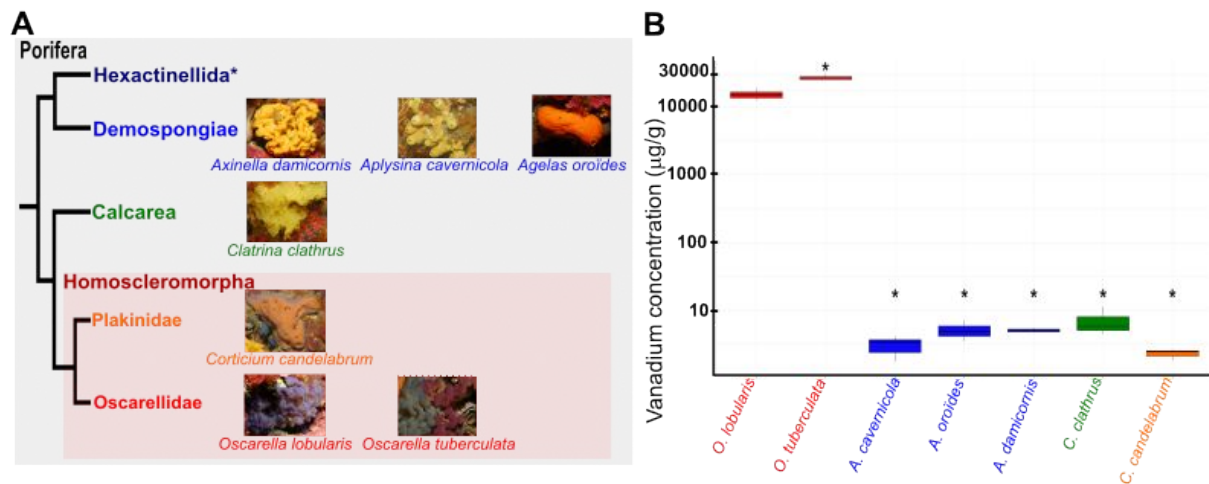 A
Porifera
Hexactinellida*
Demospongiae
Axinella damicornis
Aplysina cavernicola
Agelas oroïdes
Calcarea
Clatrina clathrus
Homoscleromorpha
Plakinidae
Corticium candelabrum
Oscarellidae
Oscarella lobularis
Oscarella tuberculata
B
Vanadium concentration (µg/g)
30000
10000
1000
100
10
*
*
*
*
*
*
O. lobularis
O. tuberculata
A. cavernicola
A. oroïdes
A. damicornis
C. clathrus
C. candelabrum